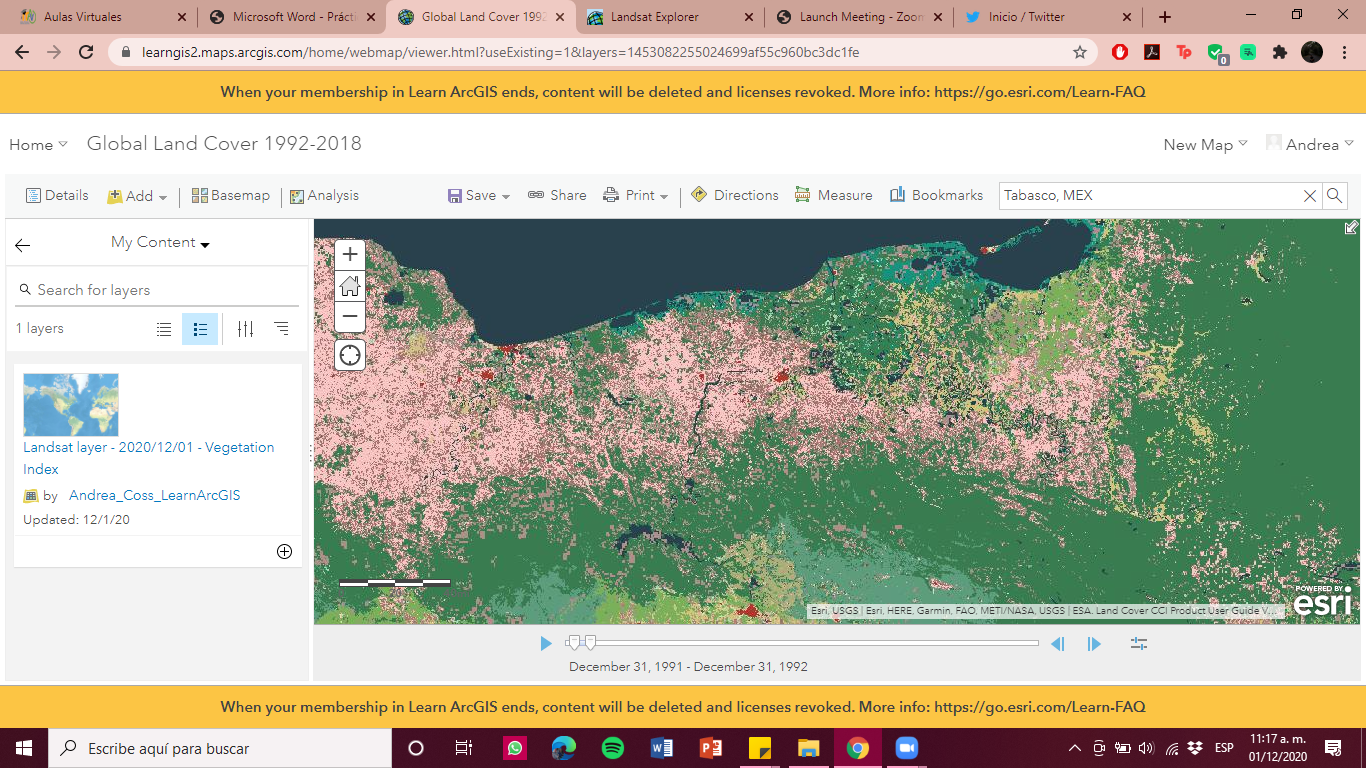 Aulas Virtuales
Microsoft Word - Prácti
Global Land Cover 1992
Landsat Explorer
Launch Meeting - Zoom
Inicio / Twitter
learngis2.maps.arcgis.com/home/webmap/viewer.html?useExisting=1&layers=1453082255024699af55c960bc3dc1fe
0
When your membership in Learn ArcGIS ends, content will be deleted and licenses revoked. More info: https://go.esri.com/Learn-FAQ
Home
Global Land Cover 1992-2018
New Map
Andrea
Details
Add
Basemap
Analysis
Save
Share
Print
Directions
Measure
Bookmarks
Tabasco, MEX
My Content
Search for layers
1 layers
Landsat layer - 2020/12/01 - Vegetation
Index
by Andrea_Coss_LearnArcGIS
Updated: 12/1/20
Esri, USGS | Esri, HERE, Garmin, FAO, METI/NASA, USGS | ESA. Land Cover CCI Product User Guide V...
POWERED BY
esri
December 31, 1991 - December 31, 1992
When your membership in Learn ArcGIS ends, content will be deleted and licenses revoked. More info: https://go.esri.com/Learn-FAQ
Escribe aquí para buscar
ESP
11:17 a. m.
01/12/2020